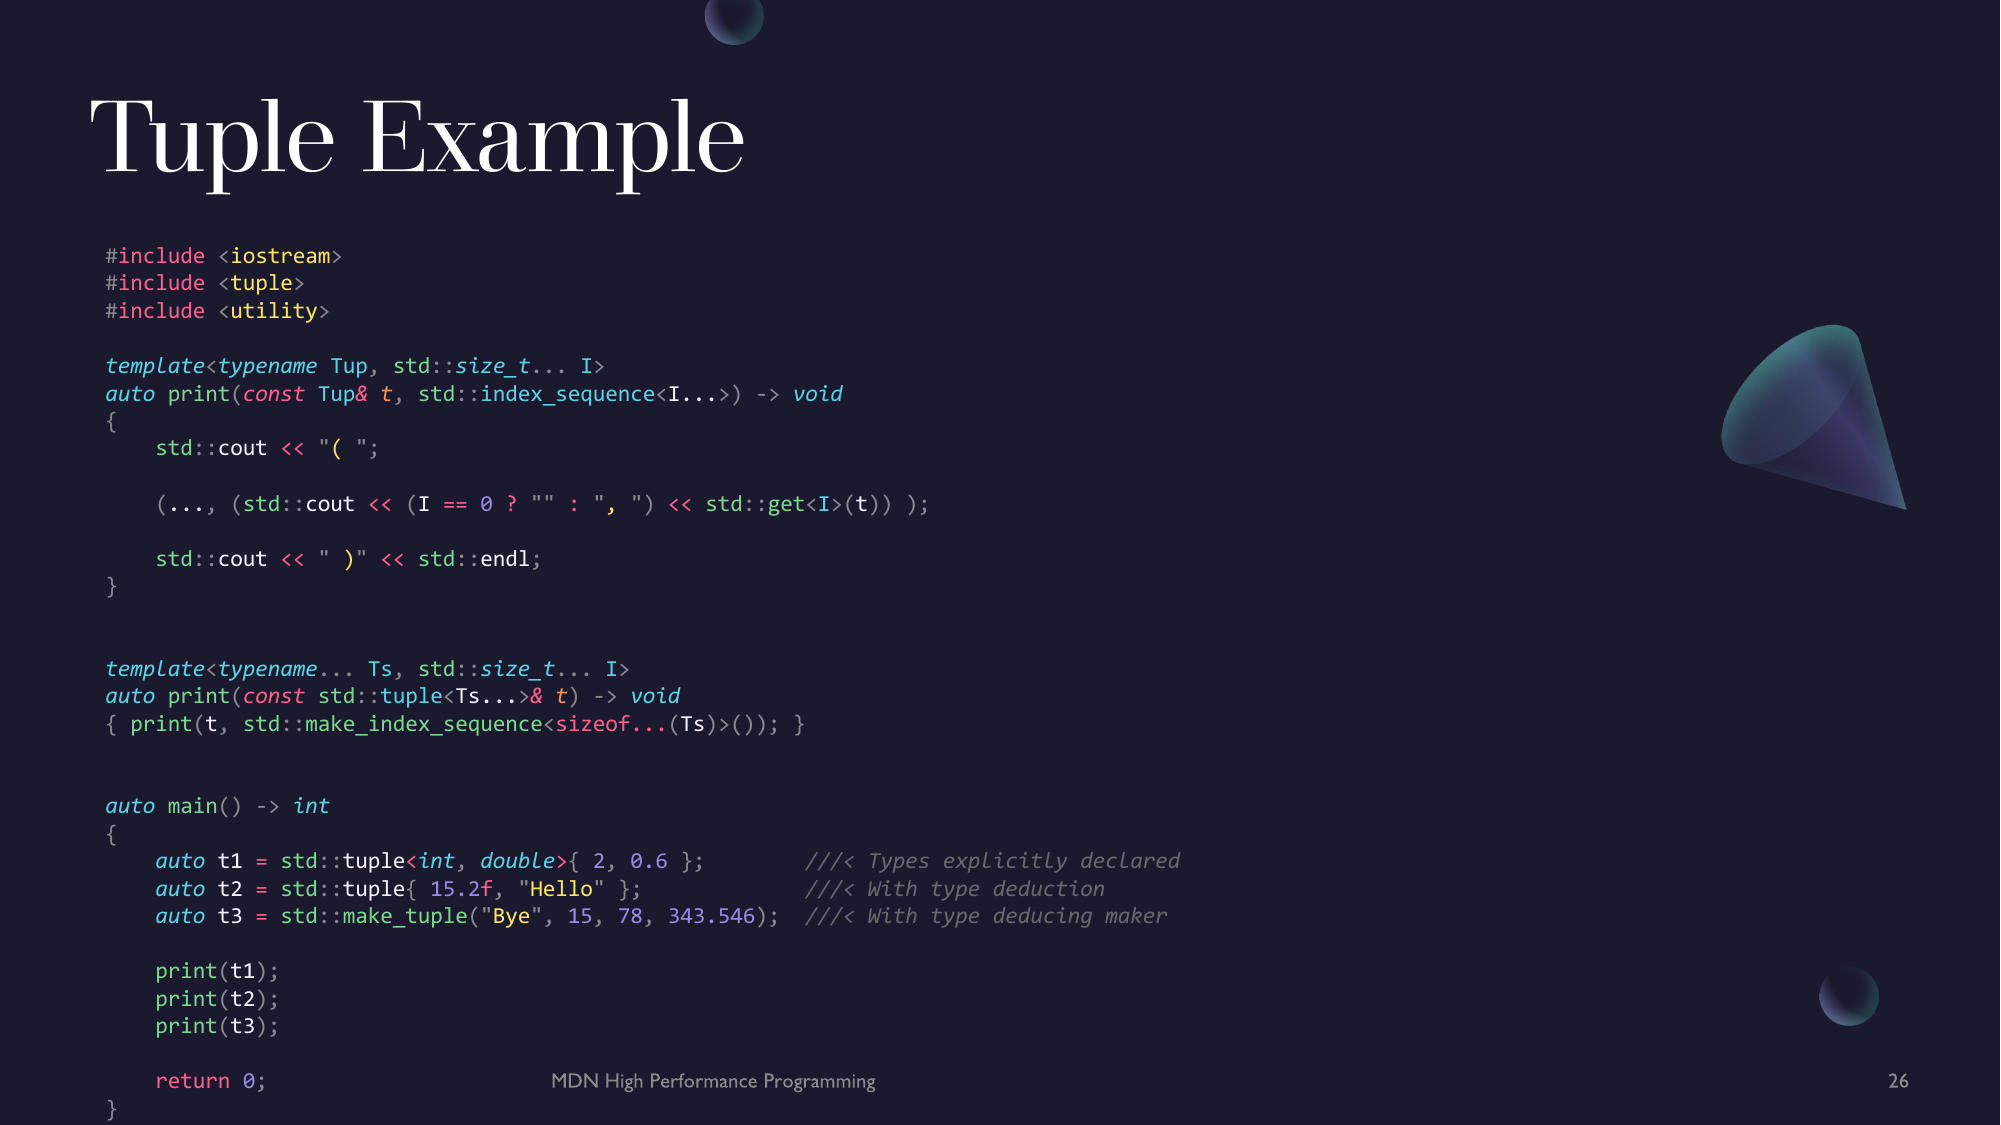 Tuple Example
#include <iostream>
#include <tuple>
#include <utility>
template<typename Tup, std::size_t... I>
auto print(const Tup& t, std::index_sequence<I...>) -> void
{
    std::cout << "( ";
    (..., (std::cout << (I == 0 ? "" : ", ") << std::get<I>(t)) );
    std::cout << " )" << std::endl;
}
template<typename... Ts, std::size_t... I>
auto print(const std::tuple<Ts...>& t) -> void
{ print(t, std::make_index_sequence<sizeof...(Ts)>()); }
auto main() -> int
{
    auto t1 = std::tuple<int, double>{ 2, 0.6 };        ///< Types explicitly declared
    auto t2 = std::tuple{ 15.2f, "Hello" };             ///< With type deduction
    auto t3 = std::make_tuple("Bye", 15, 78, 343.546);  ///< With type deducing maker
    print(t1);
    print(t2);
    print(t3);
    return 0;
}
MDN High Performance Programming
26